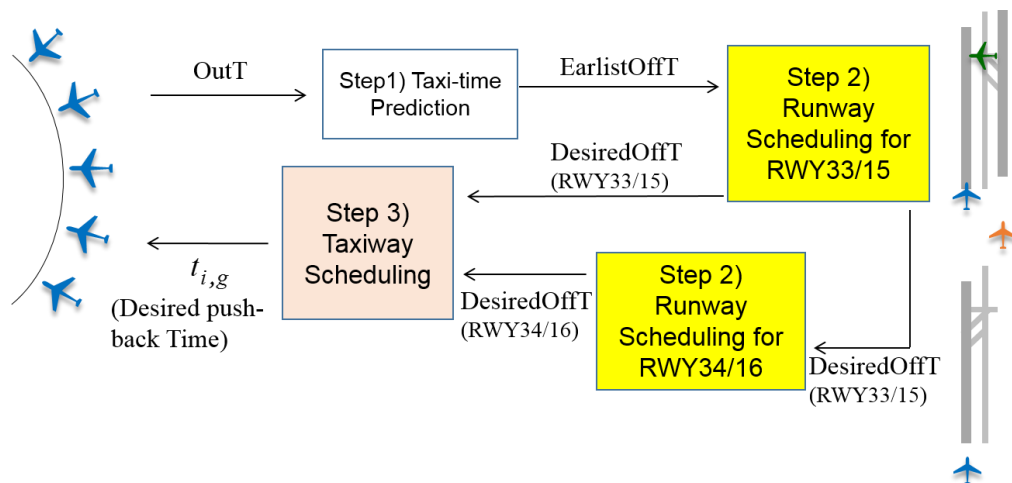 OutT
Step1) Taxi-time
Prediction
EarlistOffT
Step 2)
Runway
Scheduling for
RWY33/15
DesiredOffT
(RWY33/15)
Step 3)
Taxiway
Scheduling
t_{i,g}
(Desired push-
back Time)
DesiredOffT
(RWY34/16)
Step 2)
Runway
Scheduling for
RWY34/16
DesiredOffT
(RWY33/15)